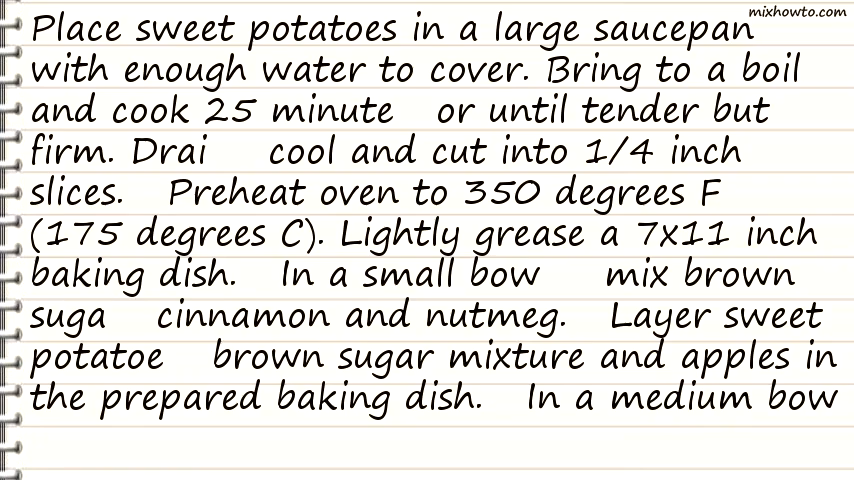 mixhowto.com
Place sweet potatoes in a large saucepan
with enough water to cover. Bring to a boil
and cook 25 minute or until tender but
firm. Drai cool and cut into 1/4 inch
slices. Preheat oven to 350 degrees F
(175 degrees C). Lightly grease a 7x11 inch
baking dish. In a small bow mix brown
suga cinnamon and nutmeg. Layer sweet
potatoe brown sugar mixture and apples in
the prepared baking dish. In a medium bow